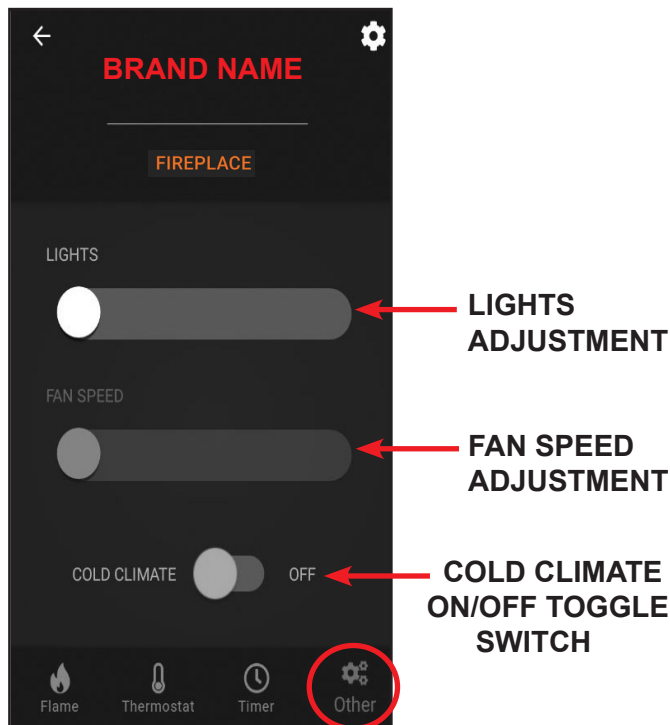 BRAND NAME
FIREPLACE
LIGHTS
LIGHTS
ADJUSTMENT
FAN SPEED
FAN SPEED
ADJUSTMENT
COLD CLIMATE OFF
COLD CLIMATE
ON/OFF TOGGLE
SWITCH
Flame Thermostat Timer Other